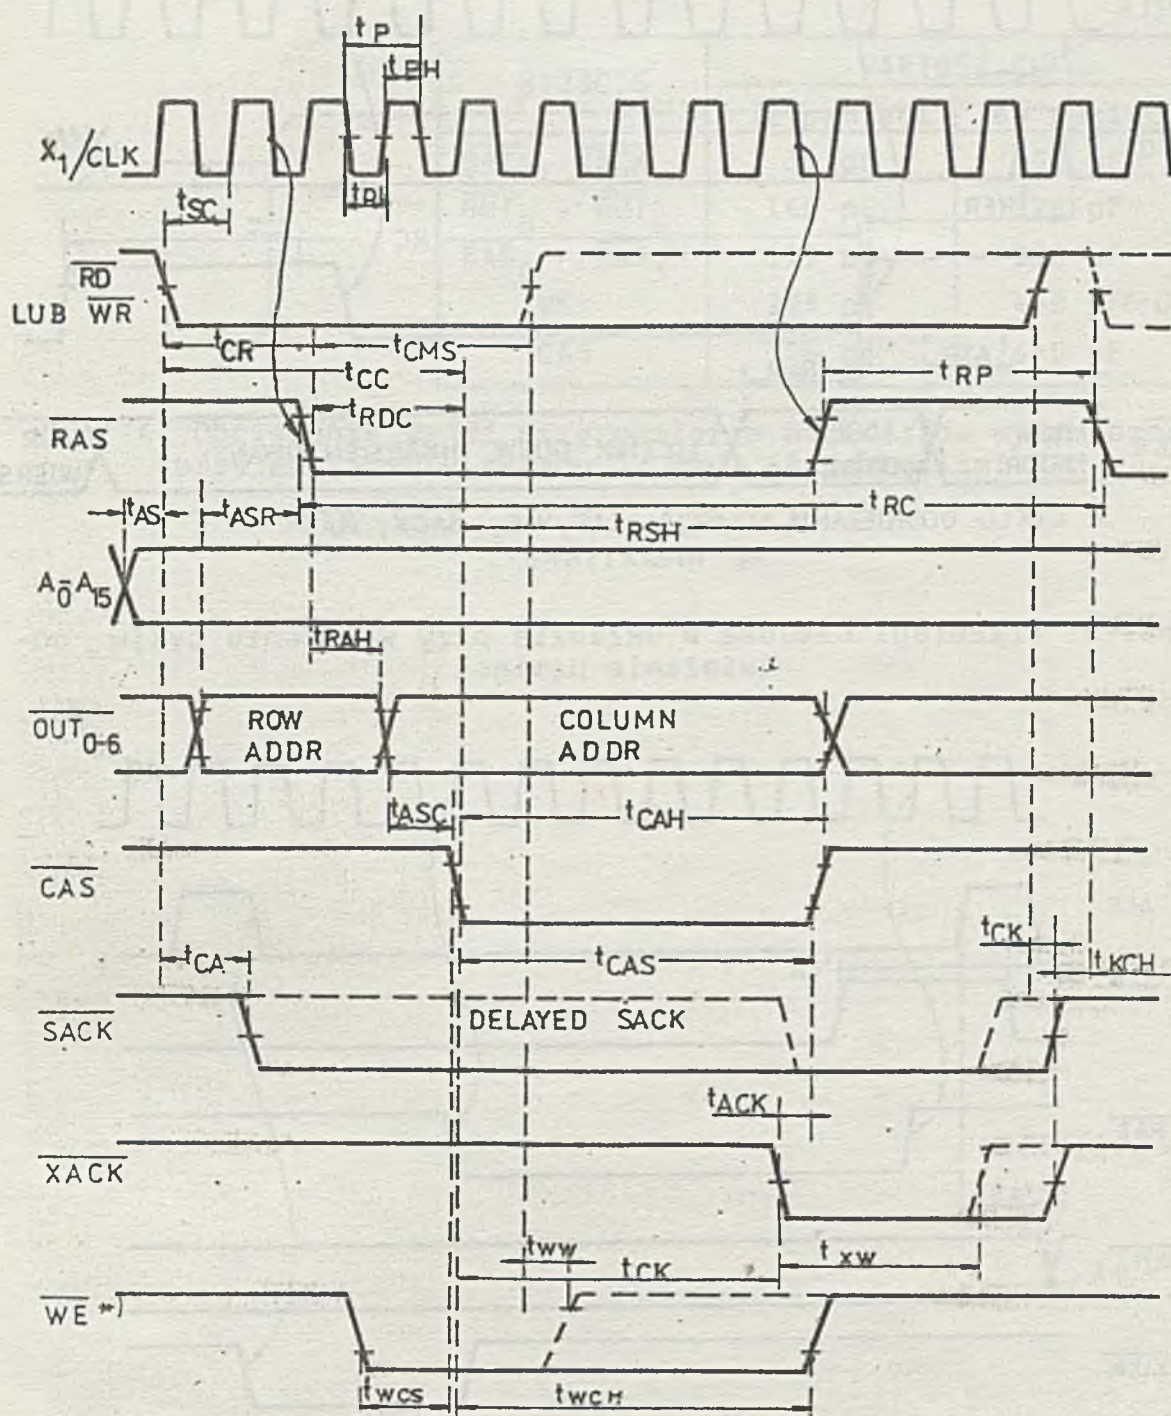 tP
tPH
X1/CLK
tSC
tPL
RD
LUB WR
tCR
tCMS
tCC
tRP
tRDC
RAS
tAS
tASR
tRC
tRSH
A0-A15
tRAH
OUT0-6
ROW ADDR
COLUMN ADDR
tASC
tCAH
CAS
tCK
tCA
tCAS
tKCH
SACK
DELAYED SACK
tACK
XACK
tWW
tCK
tXW
WE *)
tWCS
tWCH